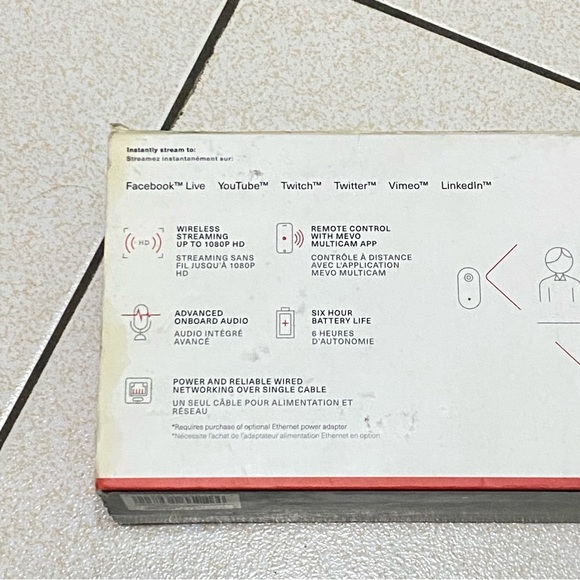 Instantly stream to:
Streamez instantanément sur:
Facebook™ Live YouTube™ Twitch™ Twitter™ Vimeo™ LinkedIn™
HD
WIRELESS
STREAMING
UP TO 1080P HD
STREAMING SANS
FIL JUSQU'À 1080P
HD
REMOTE CONTROL
WITH MEVO
MULTICAM APP
CONTRÔLE À DISTANCE
AVEC L'APPLICATION
MEVO MULTICAM
ADVANCED
ONBOARD AUDIO
AUDIO INTÉGRÉ
AVANCÉ
SIX HOUR
BATTERY LIFE
6 HEURES
D'AUTONOMIE
POWER AND RELIABLE WIRED
NETWORKING OVER SINGLE CABLE
UN SEUL CÂBLE POUR ALIMENTATION ET
RÉSEAU
*Requires purchase of optional Ethernet power adapter
*Nécessite l'achat de l'adaptateur alimentation Ethernet en option